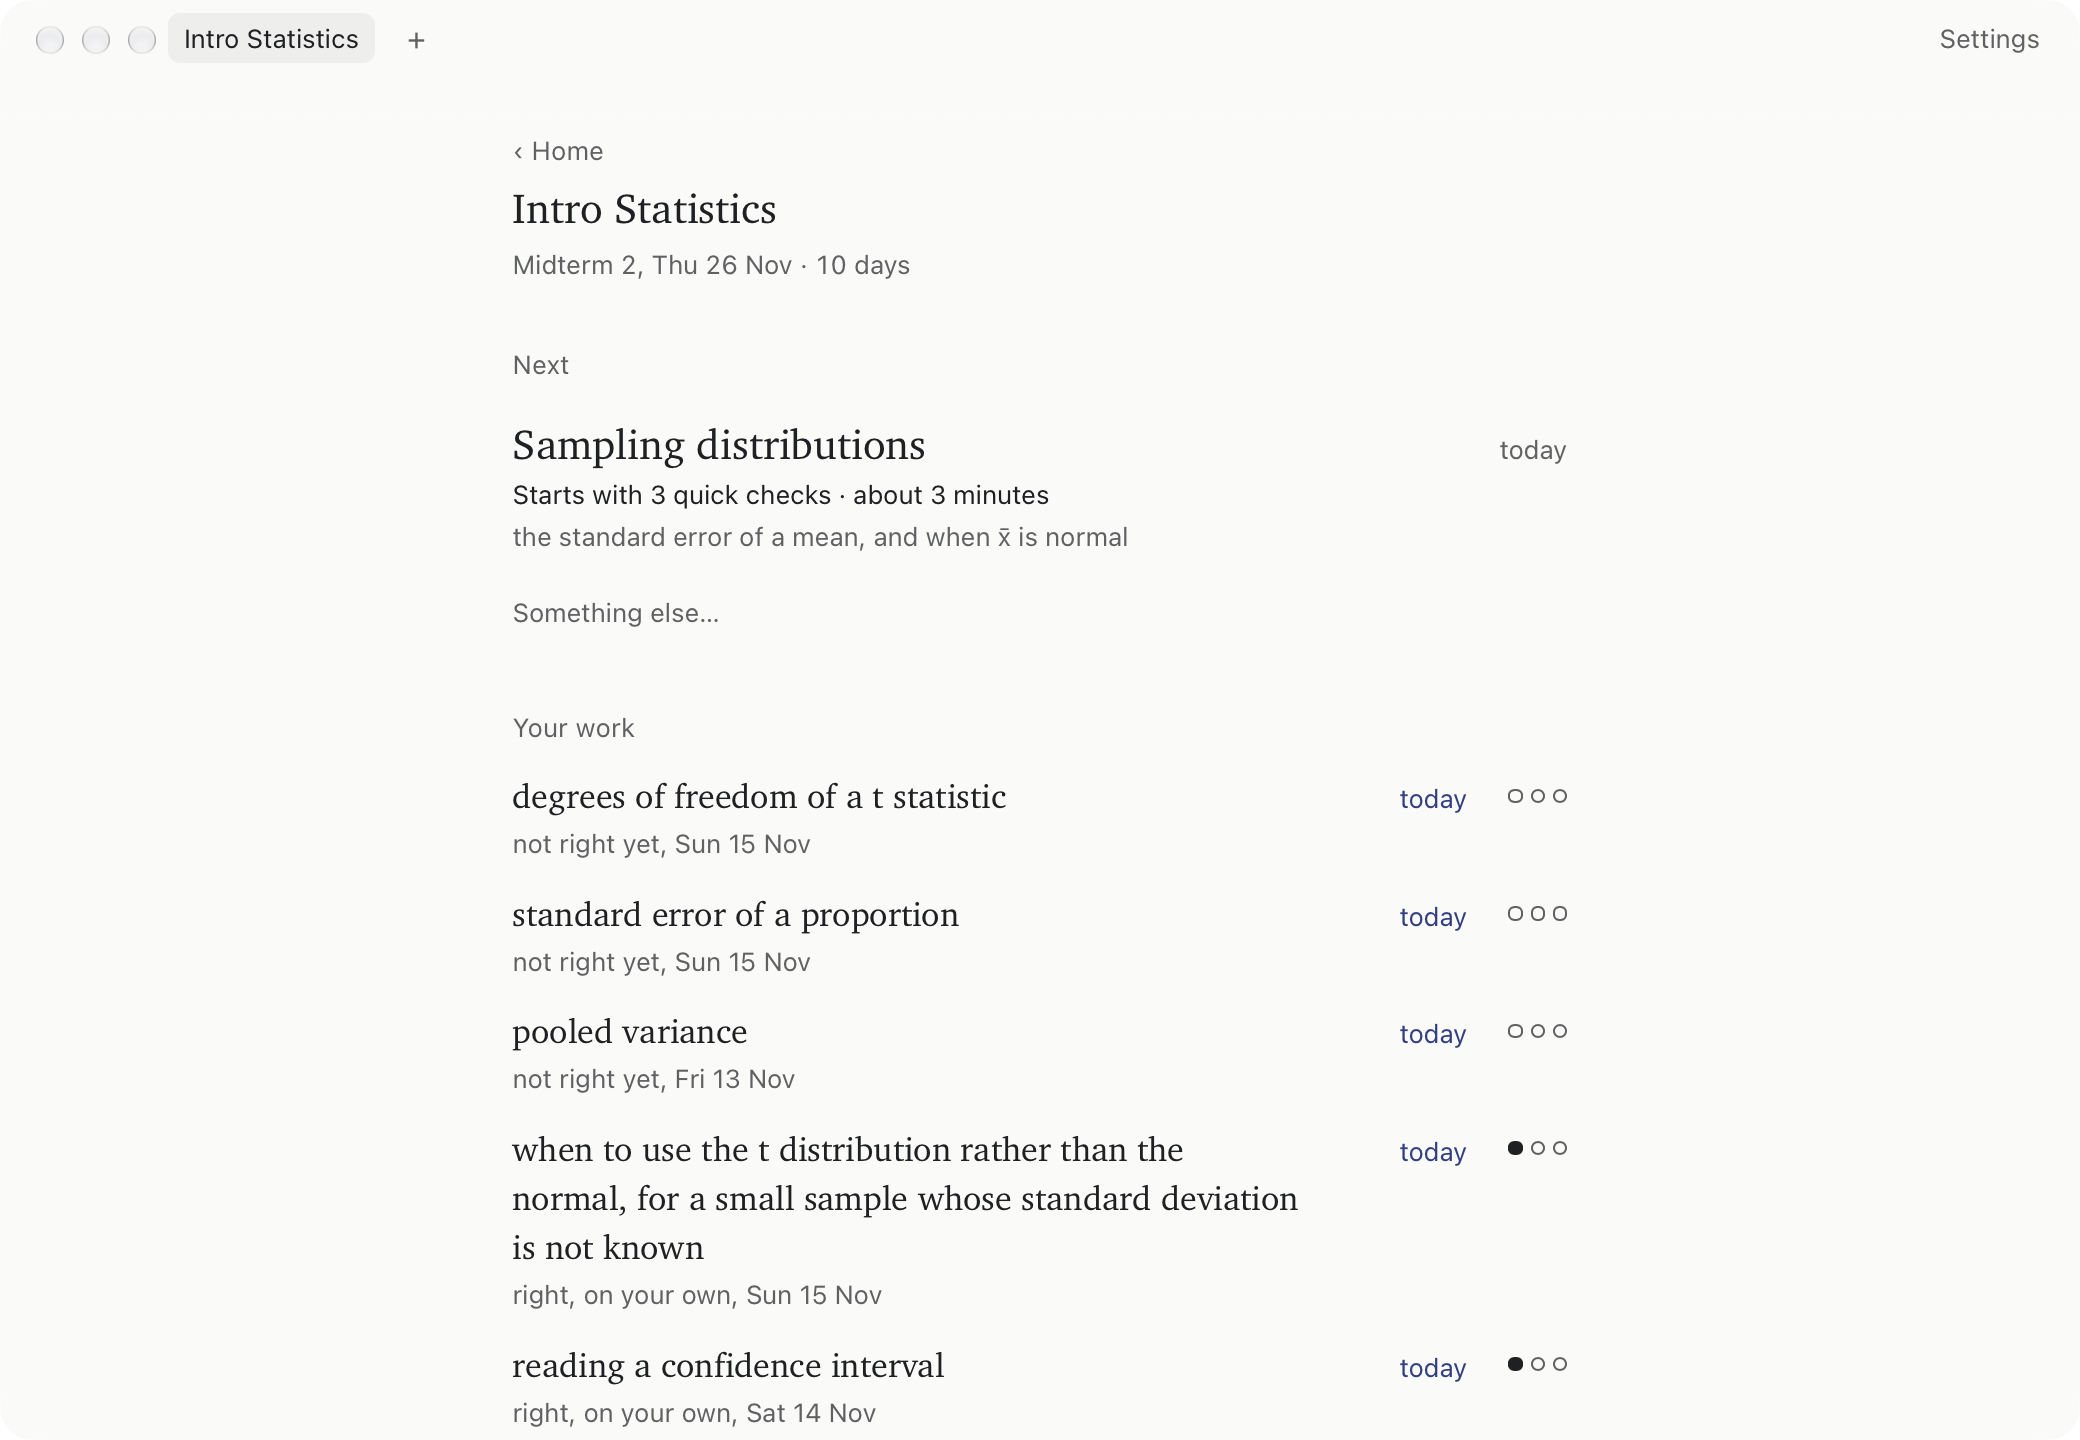 Intro Statistics
+
Settings
‹ Home
Intro Statistics
Midterm 2, Thu 26 Nov · 10 days
Next
Sampling distributions
today
Starts with 3 quick checks · about 3 minutes
the standard error of a mean, and when x̄ is normal
Something else...
Your work
degrees of freedom of a t statistic
today
not right yet, Sun 15 Nov
standard error of a proportion
today
not right yet, Sun 15 Nov
pooled variance
today
not right yet, Fri 13 Nov
when to use the t distribution rather than the
today
normal, for a small sample whose standard deviation
is not known
right, on your own, Sun 15 Nov
reading a confidence interval
today
right, on your own, Sat 14 Nov